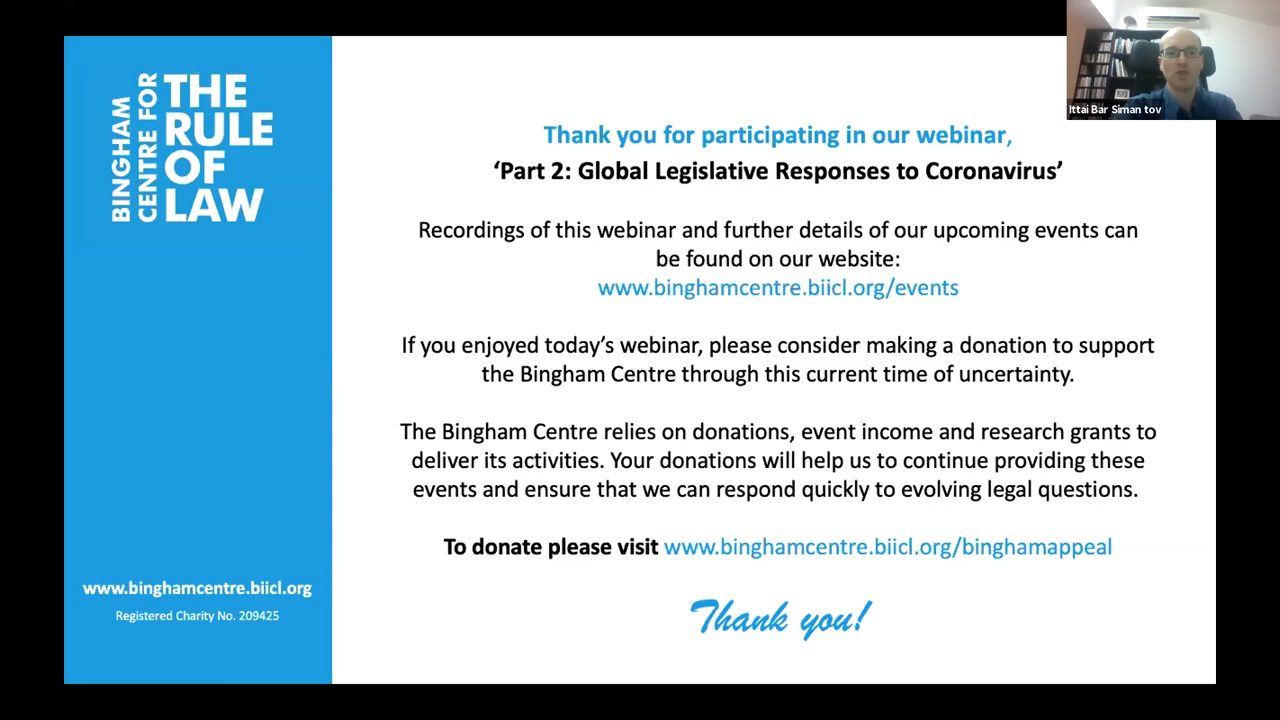 BINGHAM
CENTRE FOR
THE
RULE
OF
LAW
www.binghamcentre.biicl.org
Registered Charity No. 209425
Thank you for participating in our webinar,
‘Part 2: Global Legislative Responses to Coronavirus’
Recordings of this webinar and further details of our upcoming events can
be found on our website:
www.binghamcentre.biicl.org/events
If you enjoyed today’s webinar, please consider making a donation to support
the Bingham Centre through this current time of uncertainty.
The Bingham Centre relies on donations, event income and research grants to
deliver its activities. Your donations will help us to continue providing these
events and ensure that we can respond quickly to evolving legal questions.
To donate please visit www.binghamcentre.biicl.org/binghamappeal
Thank you!
Ittai Bar Siman tov